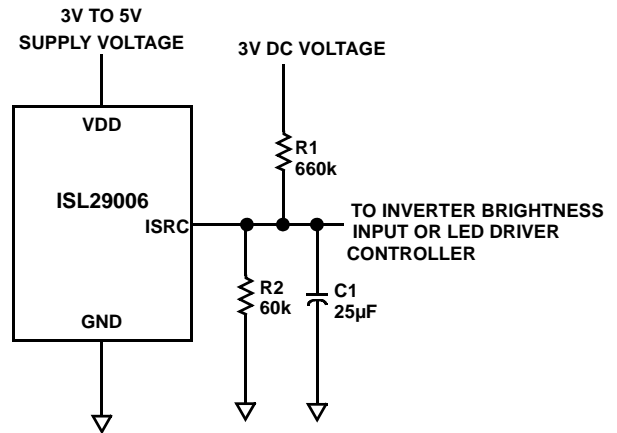 3V TO 5V
SUPPLY VOLTAGE
3V DC VOLTAGE
VDD
R1
660k
ISL29006
ISRC
TO INVERTER BRIGHTNESS
INPUT OR LED DRIVER
CONTROLLER
R2
60k
C1
25µF
GND